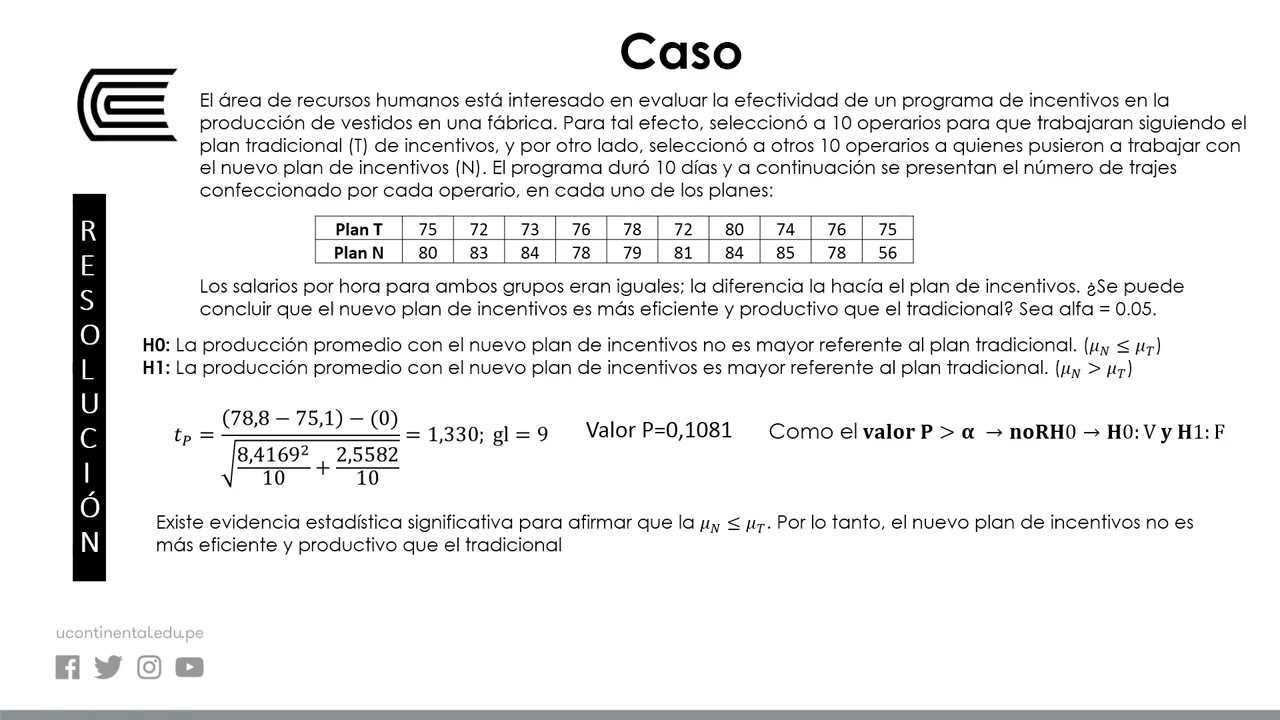 Caso
El área de recursos humanos está interesado en evaluar la efectividad de un programa de incentivos en la
producción de vestidos en una fábrica. Para tal efecto, seleccionó a 10 operarios para que trabajaran siguiendo el
plan tradicional (T) de incentivos, y por otro lado, seleccionó a otros 10 operarios a quienes pusieron a trabajar con
el nuevo plan de incentivos (N). El programa duró 10 días y a continuación se presentan el número de trajes
confeccionado por cada operario, en cada uno de los planes:
Plan T 75 72 73 76 78 72 80 74 76 75
Plan N 80 83 84 78 79 81 84 85 78 56
Los salarios por hora para ambos grupos eran iguales; la diferencia la hacía el plan de incentivos. ¿Se puede
concluir que el nuevo plan de incentivos es más eficiente y productivo que el tradicional? Sea alfa = 0.05.
RESOLUCIÓN
H0: La producción promedio con el nuevo plan de incentivos no es mayor referente al plan tradicional. (μ_N ≤ μ_T)
H1: La producción promedio con el nuevo plan de incentivos es mayor referente al plan tradicional. (μ_N > μ_T)
t_P = ((78,8 − 75,1) − (0)) / √(8,4169²/10 + 2,5582/10) = 1,330; gl = 9 Valor P=0,1081 Como el valor P > α → noRH0 → H0: V y H1: F
Existe evidencia estadística significativa para afirmar que la μ_N ≤ μ_T. Por lo tanto, el nuevo plan de incentivos no es
más eficiente y productivo que el tradicional
ucontinental.edu.pe